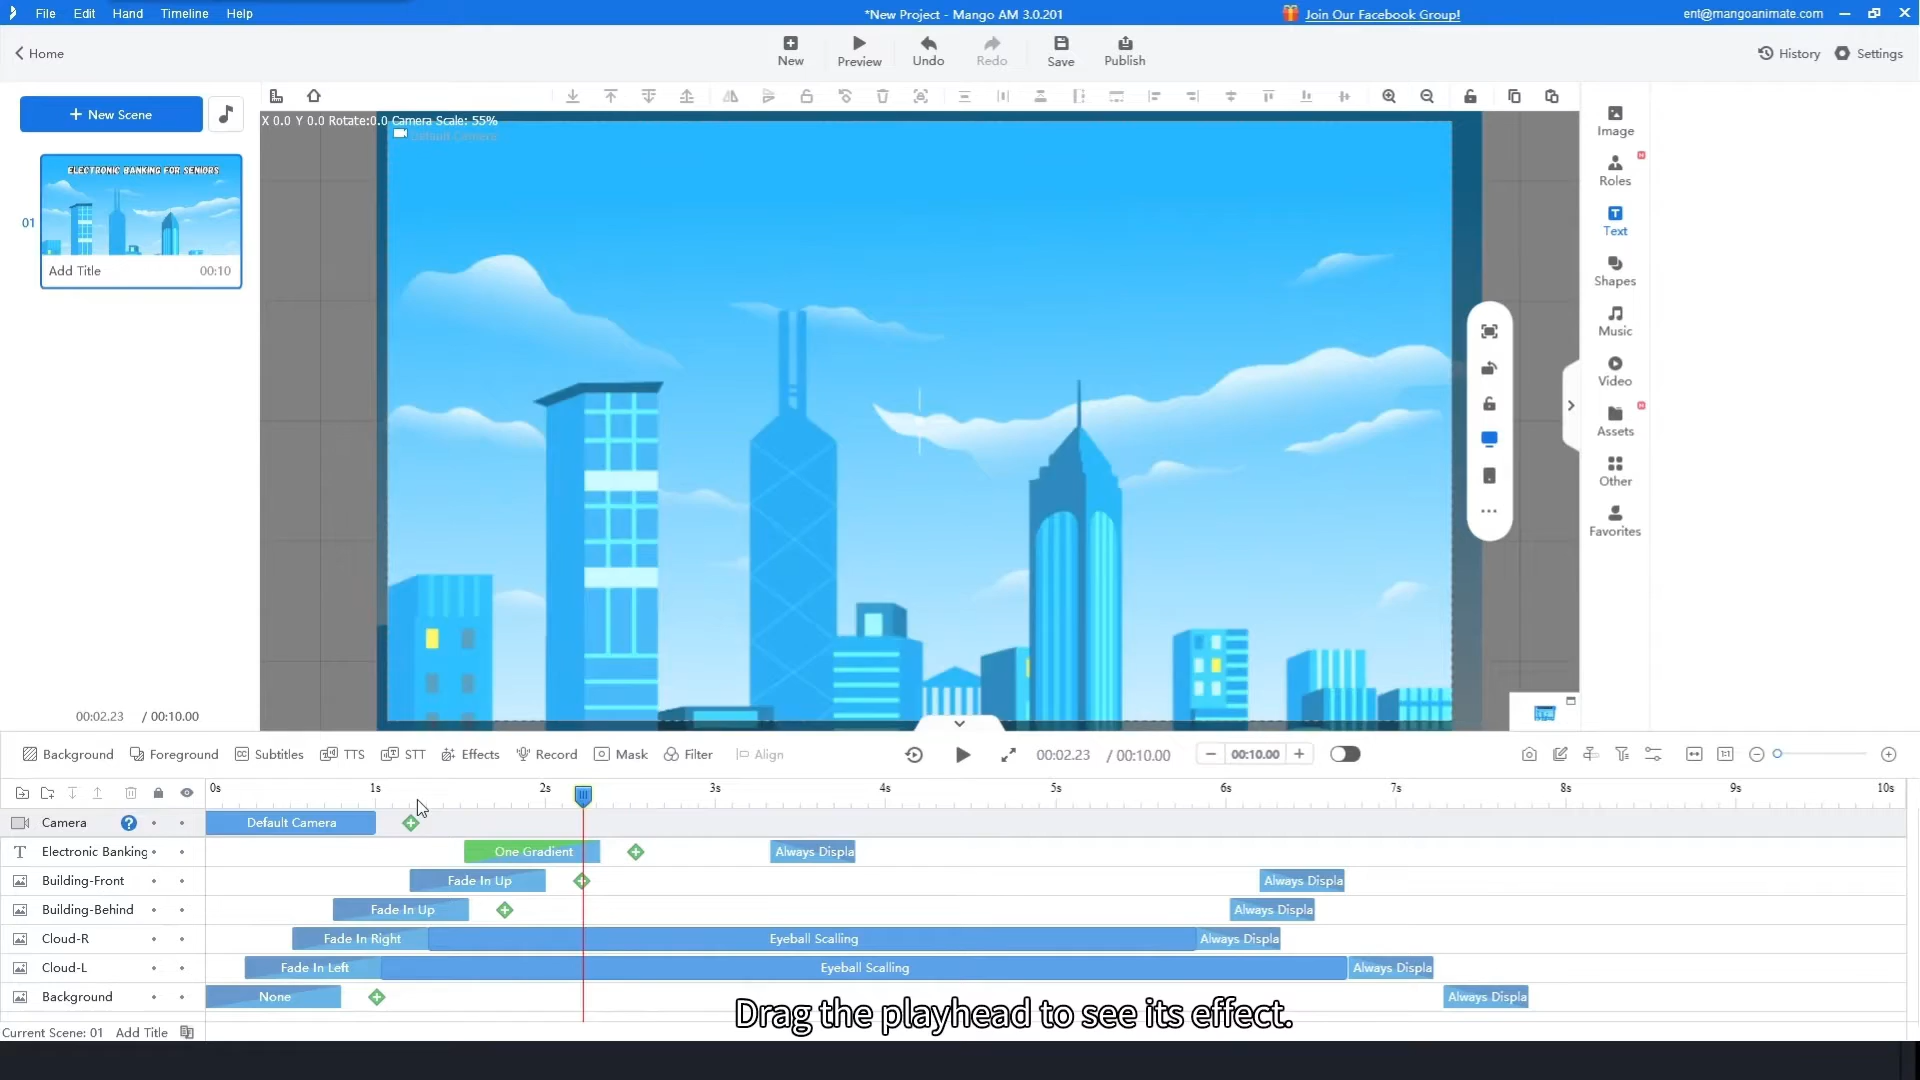 File Edit Hand Timeline Help
*New Project - Mango AM 3.0.201
Join Our Facebook Group!
ent@mangoanimate.com
Home
New Preview Undo Redo Save Publish
History Settings
+ New Scene
X 0.0 Y 0.0 Rotate:0.0 Camera Scale: 55%
Default Camera
ELECTRONIC BANKING FOR SENIORS
01
Add Title 00:10
Image
Roles
Text
Shapes
Music
Video
Assets
Other
Favorites
00:02.23 / 00:10.00
Background Foreground Subtitles TTS STT Effects Record Mask Filter Align
00:02.23 / 00:10.00
00:10.00
0s 1s 2s 3s 4s 5s 6s 7s 8s 9s 10s
Camera Default Camera
Electronic Banking One Gradient Always Displa
Building-Front Fade In Up Always Displa
Building-Behind Fade In Up Always Displa
Cloud-R Fade In Right Eyeball Scalling Always Displa
Cloud-L Fade In Left Eyeball Scalling Always Displa
Background None Always Displa
Drag the playhead to see its effect.
Current Scene: 01 Add Title